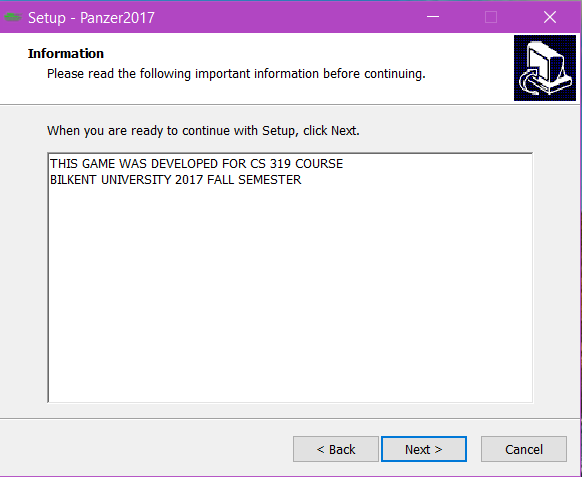 Setup - Panzer2017
Information
Please read the following important information before continuing.
When you are ready to continue with Setup, click Next.
THIS GAME WAS DEVELOPED FOR CS 319 COURSE
BILKENT UNIVERSITY 2017 FALL SEMESTER
< Back
Next >
Cancel